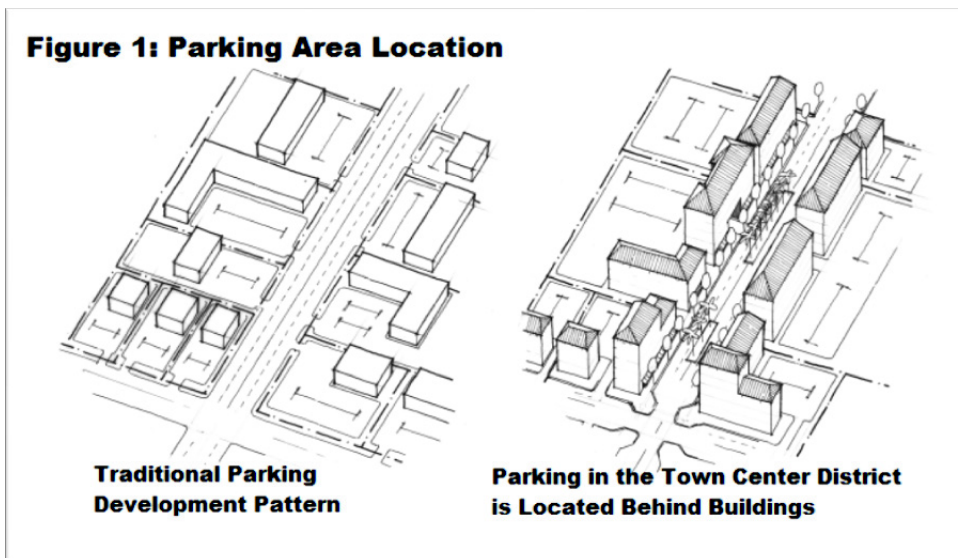 Figure 1: Parking Area Location
Traditional Parking
Development Pattern
Parking in the Town Center District
is Located Behind Buildings